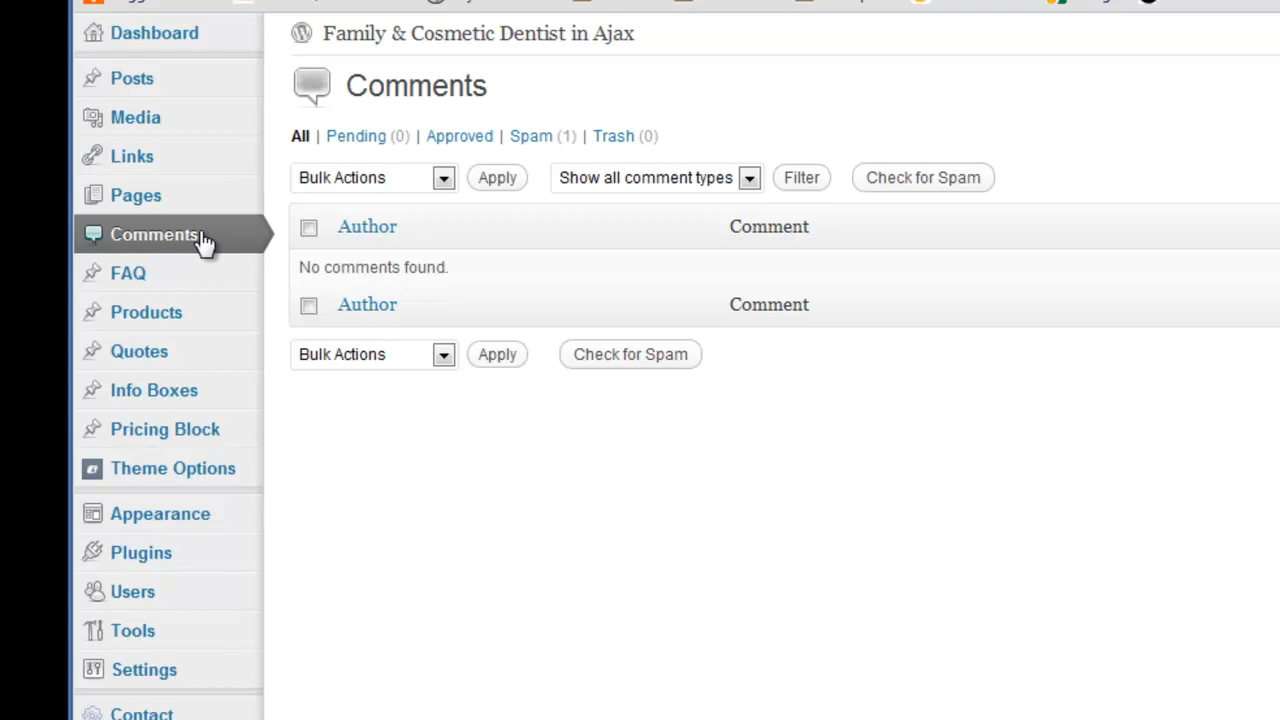 Dashboard
Posts
Media
Links
Pages
Comments
FAQ
Products
Quotes
Info Boxes
Pricing Block
Theme Options
Appearance
Plugins
Users
Tools
Settings
Contact
Family & Cosmetic Dentist in Ajax
Comments
All | Pending (0) | Approved | Spam (1) | Trash (0)
Bulk Actions Apply Show all comment types Filter Check for Spam
Author Comment
No comments found.
Author Comment
Bulk Actions Apply Check for Spam